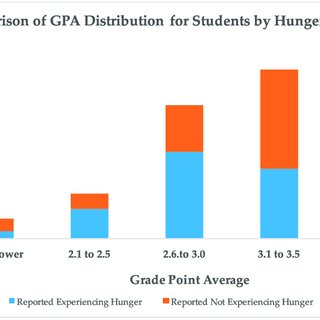 rison of GPA Distribution for Students by Hunge
ower 2.1 to 2.5 2.6.to 3.0 3.1 to 3.5
Grade Point Average
Reported Experiencing Hunger Reported Not Experiencing Hunger